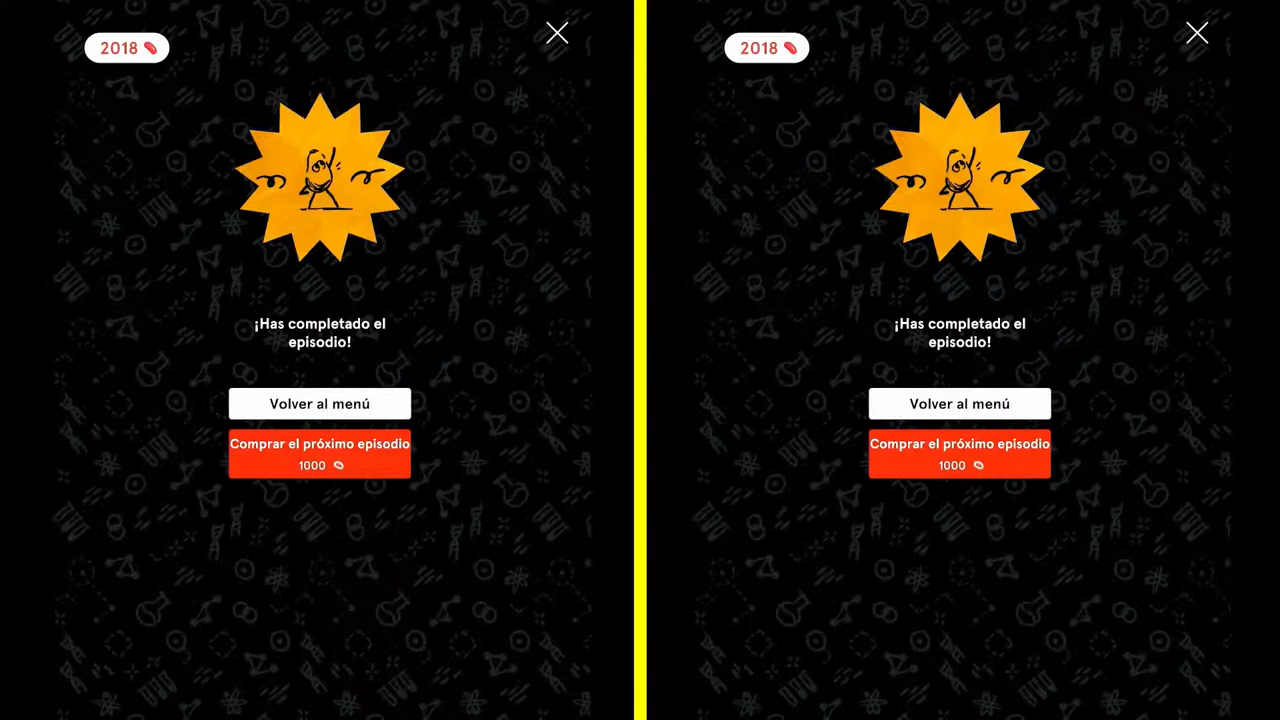 2018
¡Has completado el
episodio!
Volver al menú
Comprar el próximo episodio
1000
2018
¡Has completado el
episodio!
Volver al menú
Comprar el próximo episodio
1000